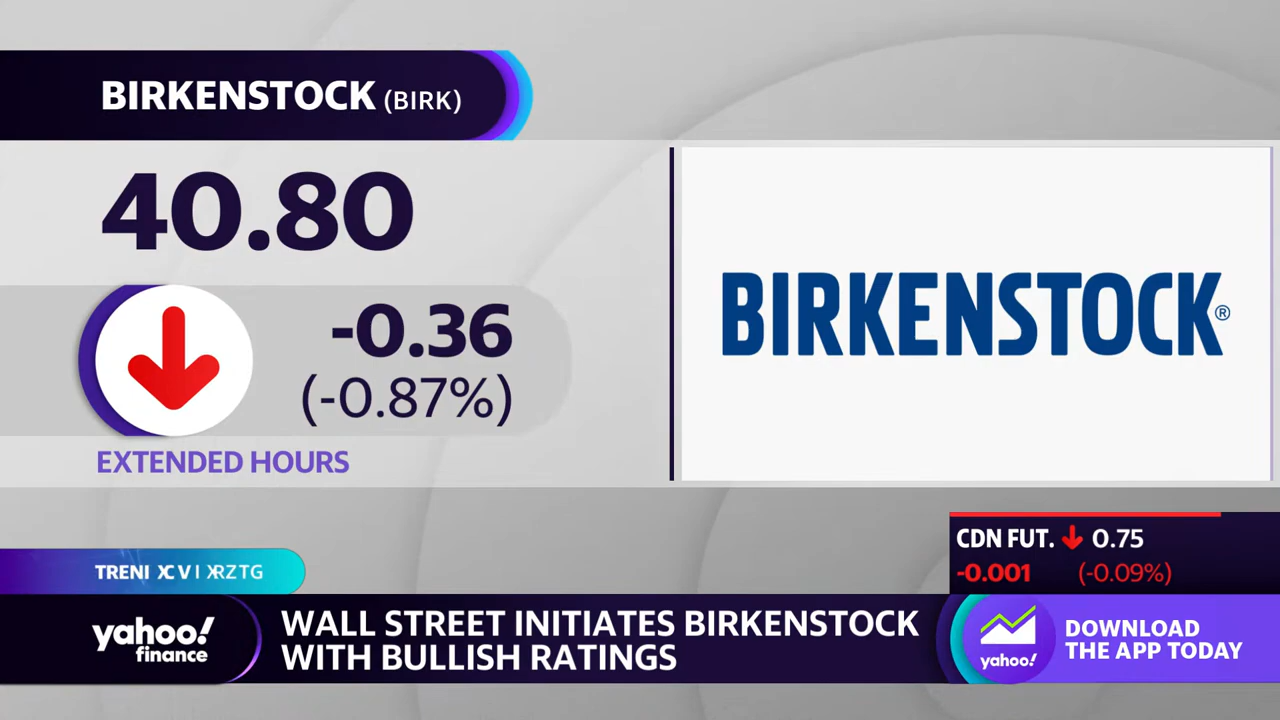 BIRKENSTOCK (BIRK)
40.80
-0.36
(-0.87%)
EXTENDED HOURS
BIRKENSTOCK®
CDN FUT. 0.75
-0.001 (-0.09%)
yahoo!
finance
WALL STREET INITIATES BIRKENSTOCK
WITH BULLISH RATINGS
yahoo!
DOWNLOAD
THE APP TODAY